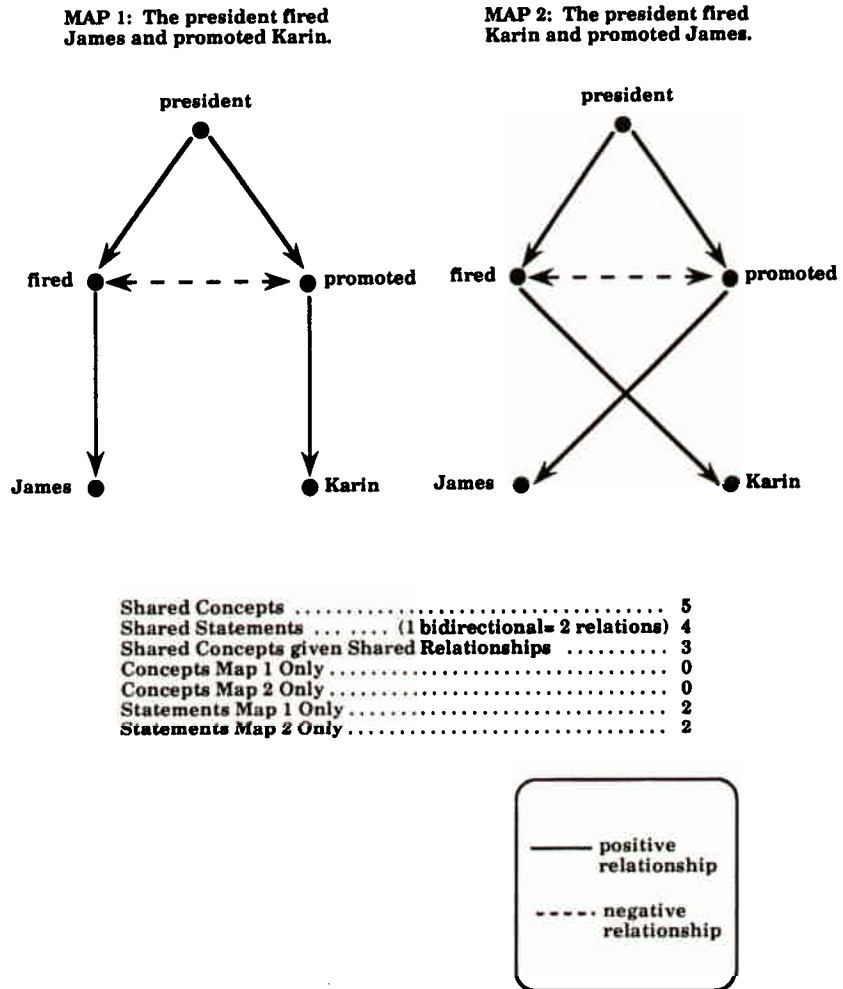 MAP 1: The president fired
James and promoted Karin.
MAP 2: The president fired
Karin and promoted James.
president
president
fired
promoted
fired
promoted
James
Karin
James
Karin
Shared Concepts ....................................... 5
Shared Statements ... ..... (1 bidirectional= 2 relations) 4
Shared Concepts given Shared Relationships .......... 3
Concepts Map 1 Only ................................... 0
Concepts Map 2 Only ................................... 0
Statements Map 1 Only ................................. 2
Statements Map 2 Only ................................. 2
positive
relationship
negative
relationship